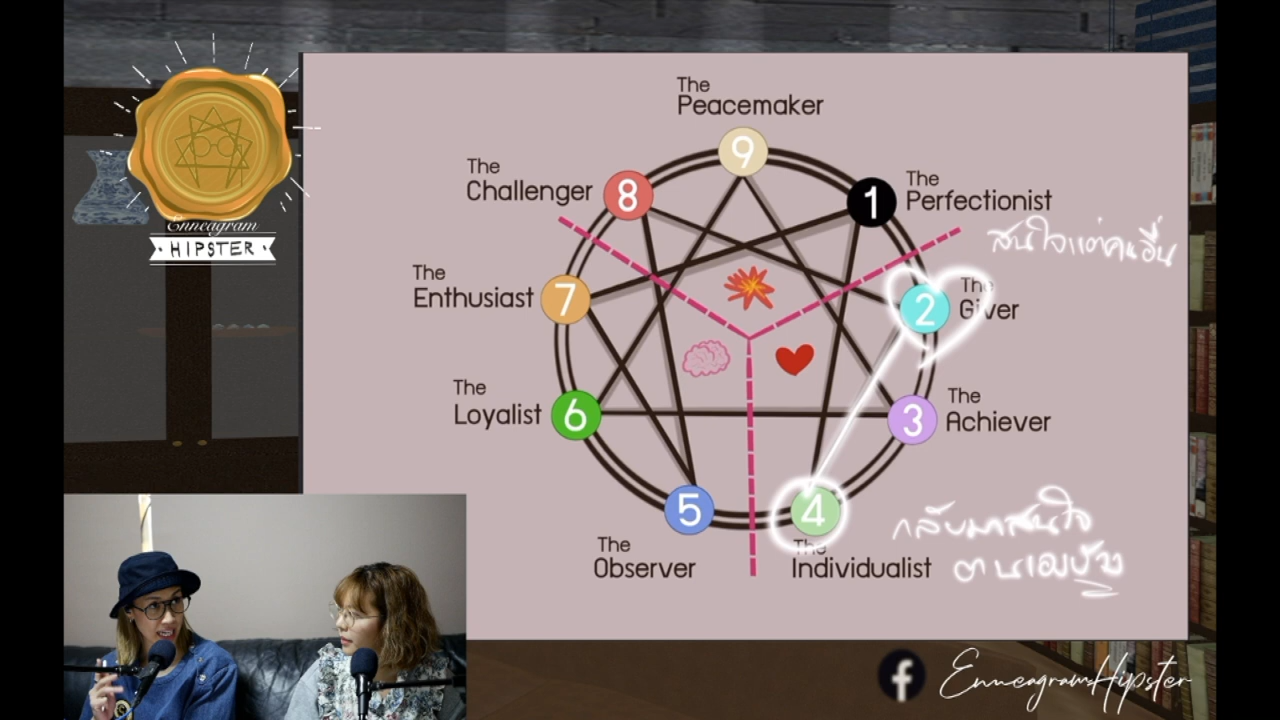 The
Peacemaker
9
The
Challenger
8
1
The
Perfectionist
สนใจแต่คนอื่น
The
Enthusiast
7
2
The
Giver
Enneagram
HIPSTER
The
Loyalist
6
3
The
Achiever
5
4
The
Observer
The
Individualist
กลับมาสนใจ
ตนเองบ้าง
f
EnneagramHipster